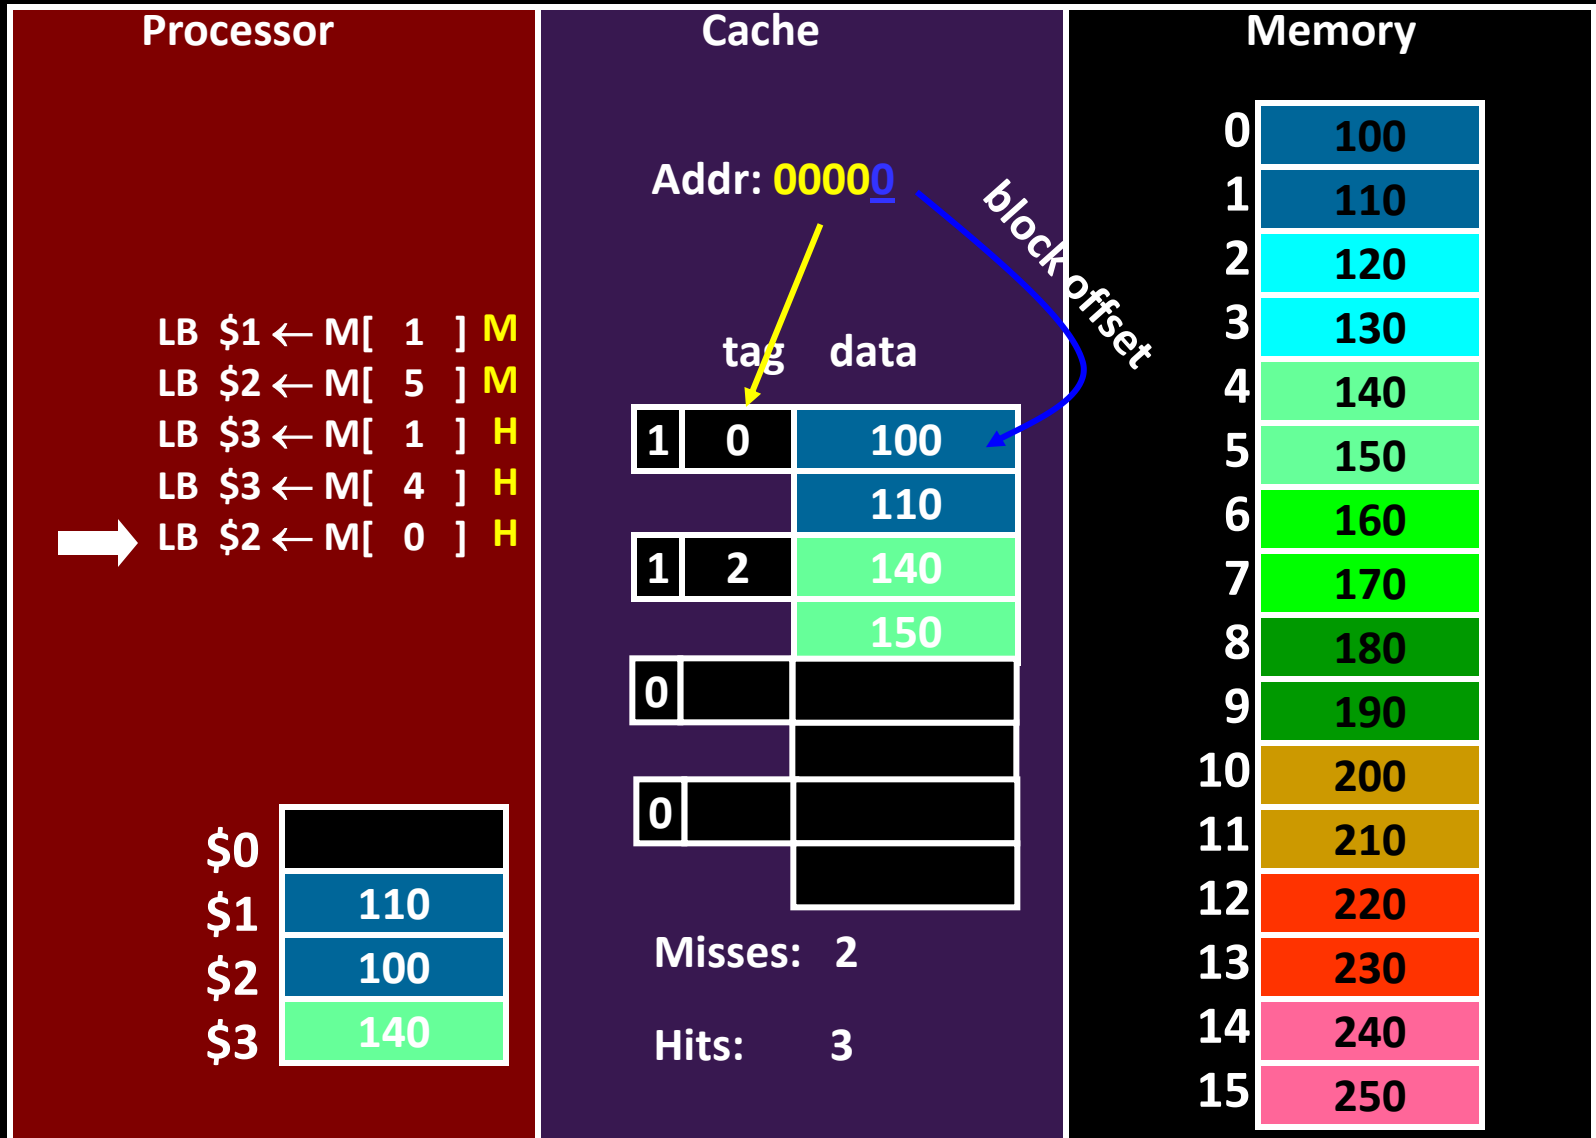 Processor
LB $1 ← M[ 1 ] M
LB $2 ← M[ 5 ] M
LB $3 ← M[ 1 ] H
LB $3 ← M[ 4 ] H
LB $2 ← M[ 0 ] H
$0
$1 110
$2 100
$3 140
Cache
Addr: 00000
block offset
tag data
1 0 100
110
1 2 140
150
0
0
Misses: 2
Hits: 3
Memory
0 100
1 110
2 120
3 130
4 140
5 150
6 160
7 170
8 180
9 190
10 200
11 210
12 220
13 230
14 240
15 250